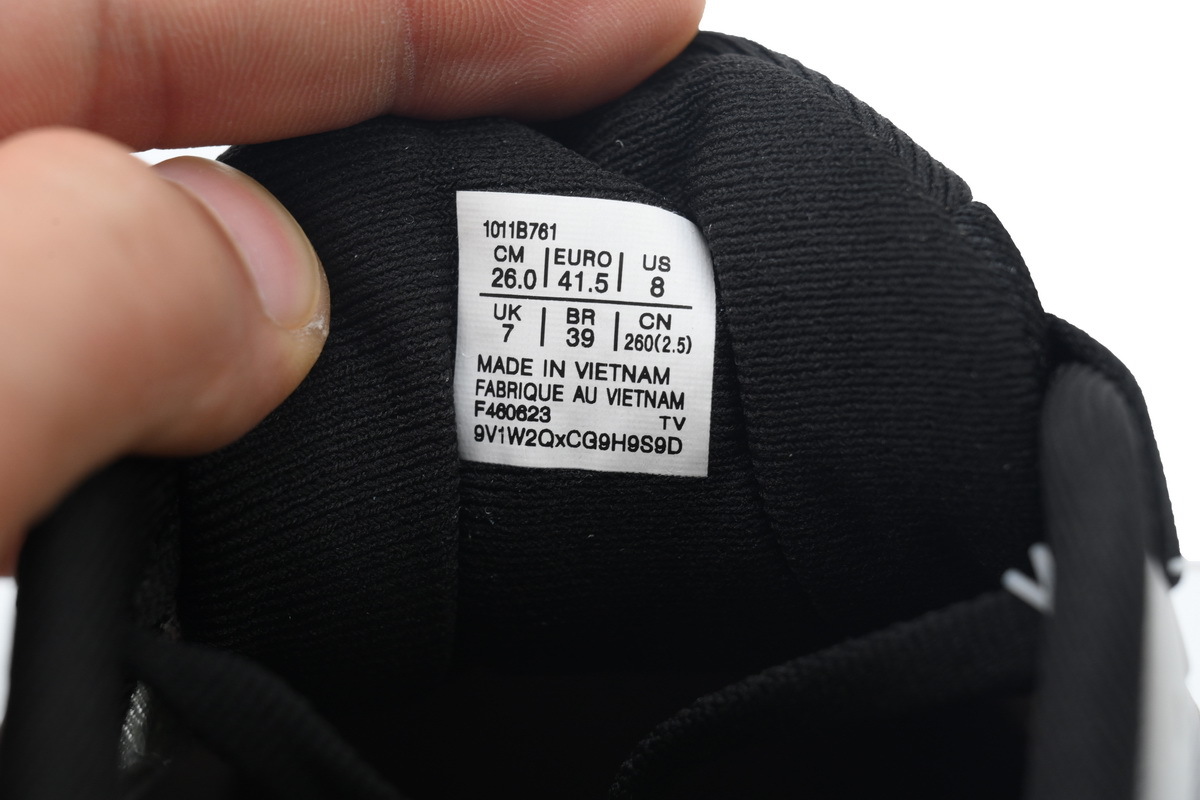 1011B761
CM | EURO | US
26.0 | 41.5 | 8
UK | BR | CN
7 | 39 | 260(2.5)
MADE IN VIETNAM
FABRIQUE AU VIETNAM
F460623 TV
9V1W2QxCG9H9S9D